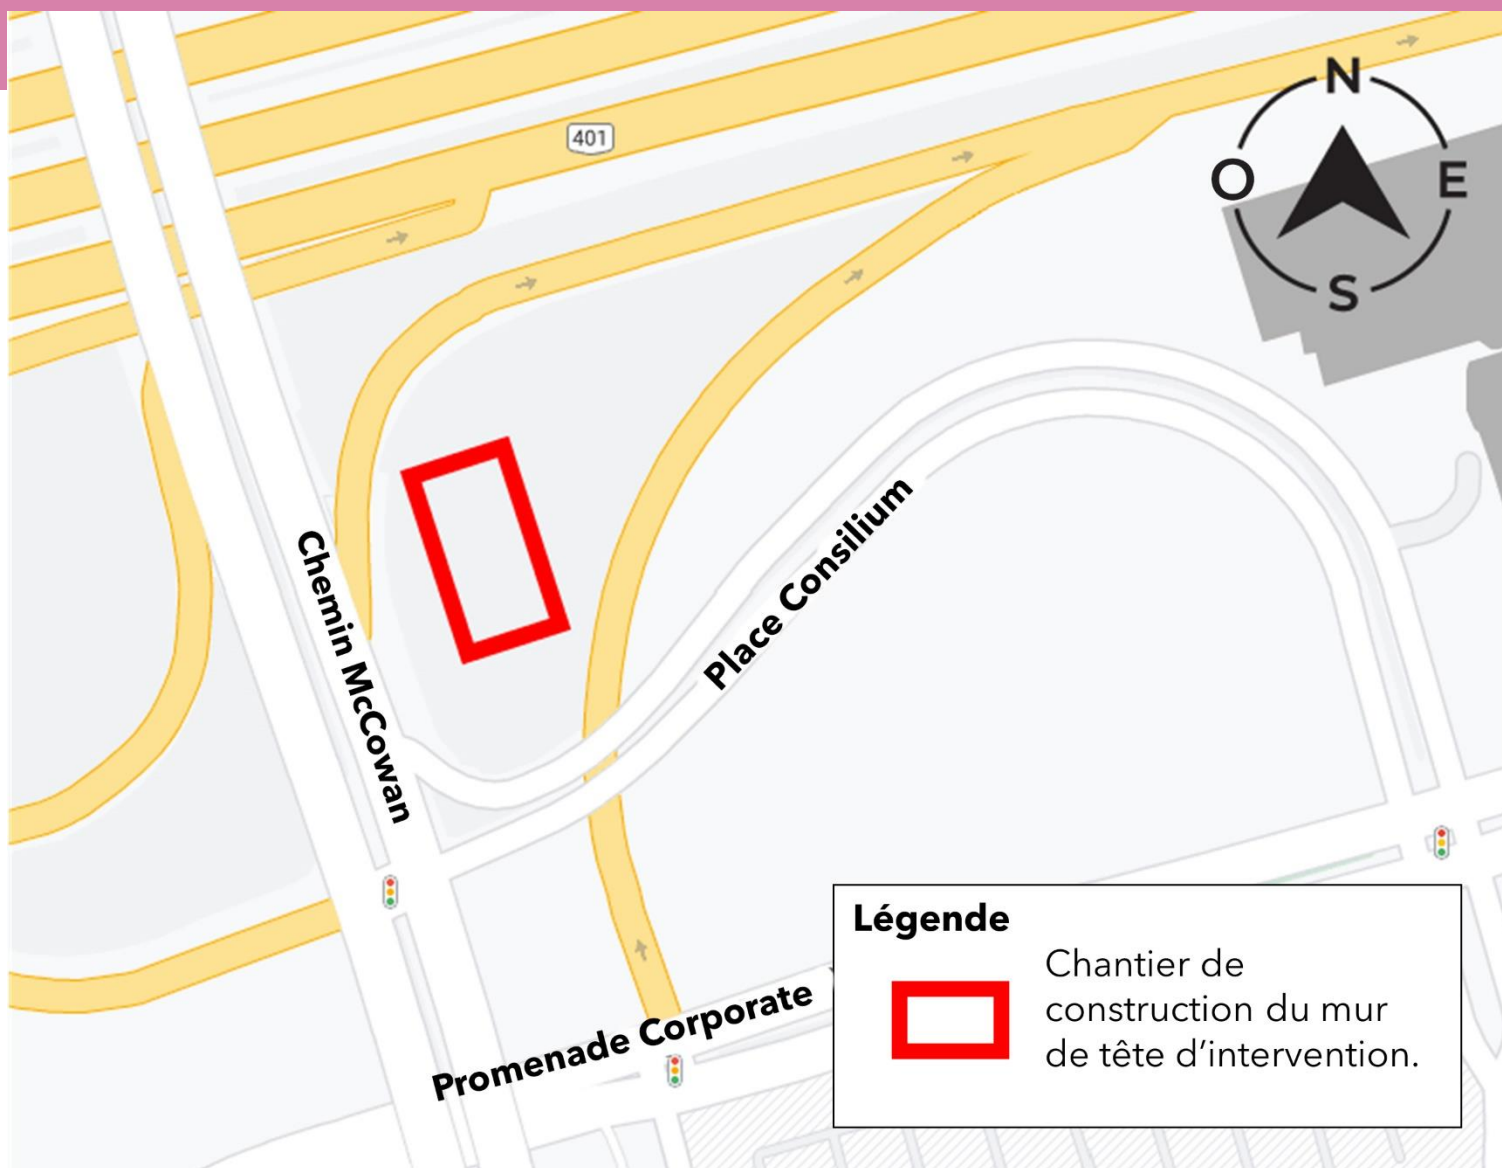 401
N
O
E
S
Chemin McCowan
Place Consilium
Promenade Corporate
Légende
Chantier de
construction du mur
de tête d’intervention.